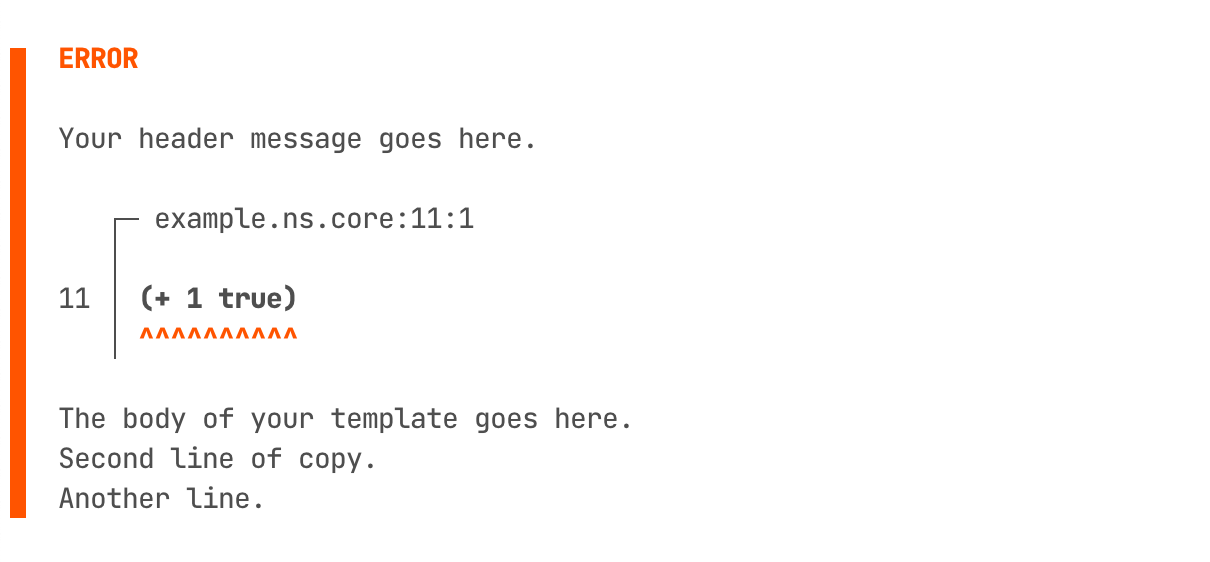 ERROR
Your header message goes here.
example.ns.core:11:1
11 (+ 1 true)
^^^^^^^^^^
The body of your template goes here.
Second line of copy.
Another line.